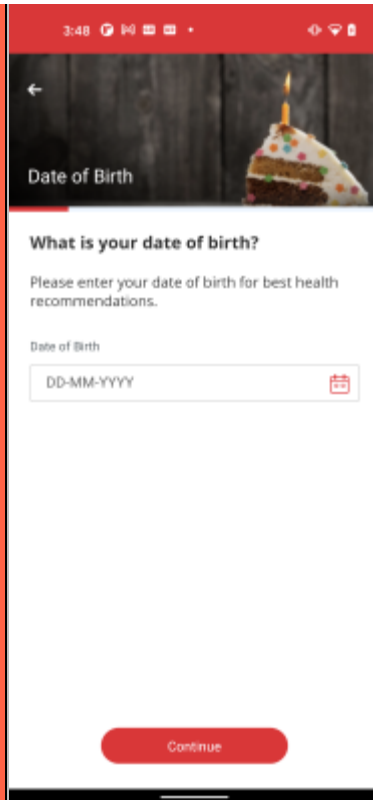 3:48
Date of Birth
What is your date of birth?
Please enter your date of birth for best health
recommendations.
Date of Birth
DD-MM-YYYY
Continue